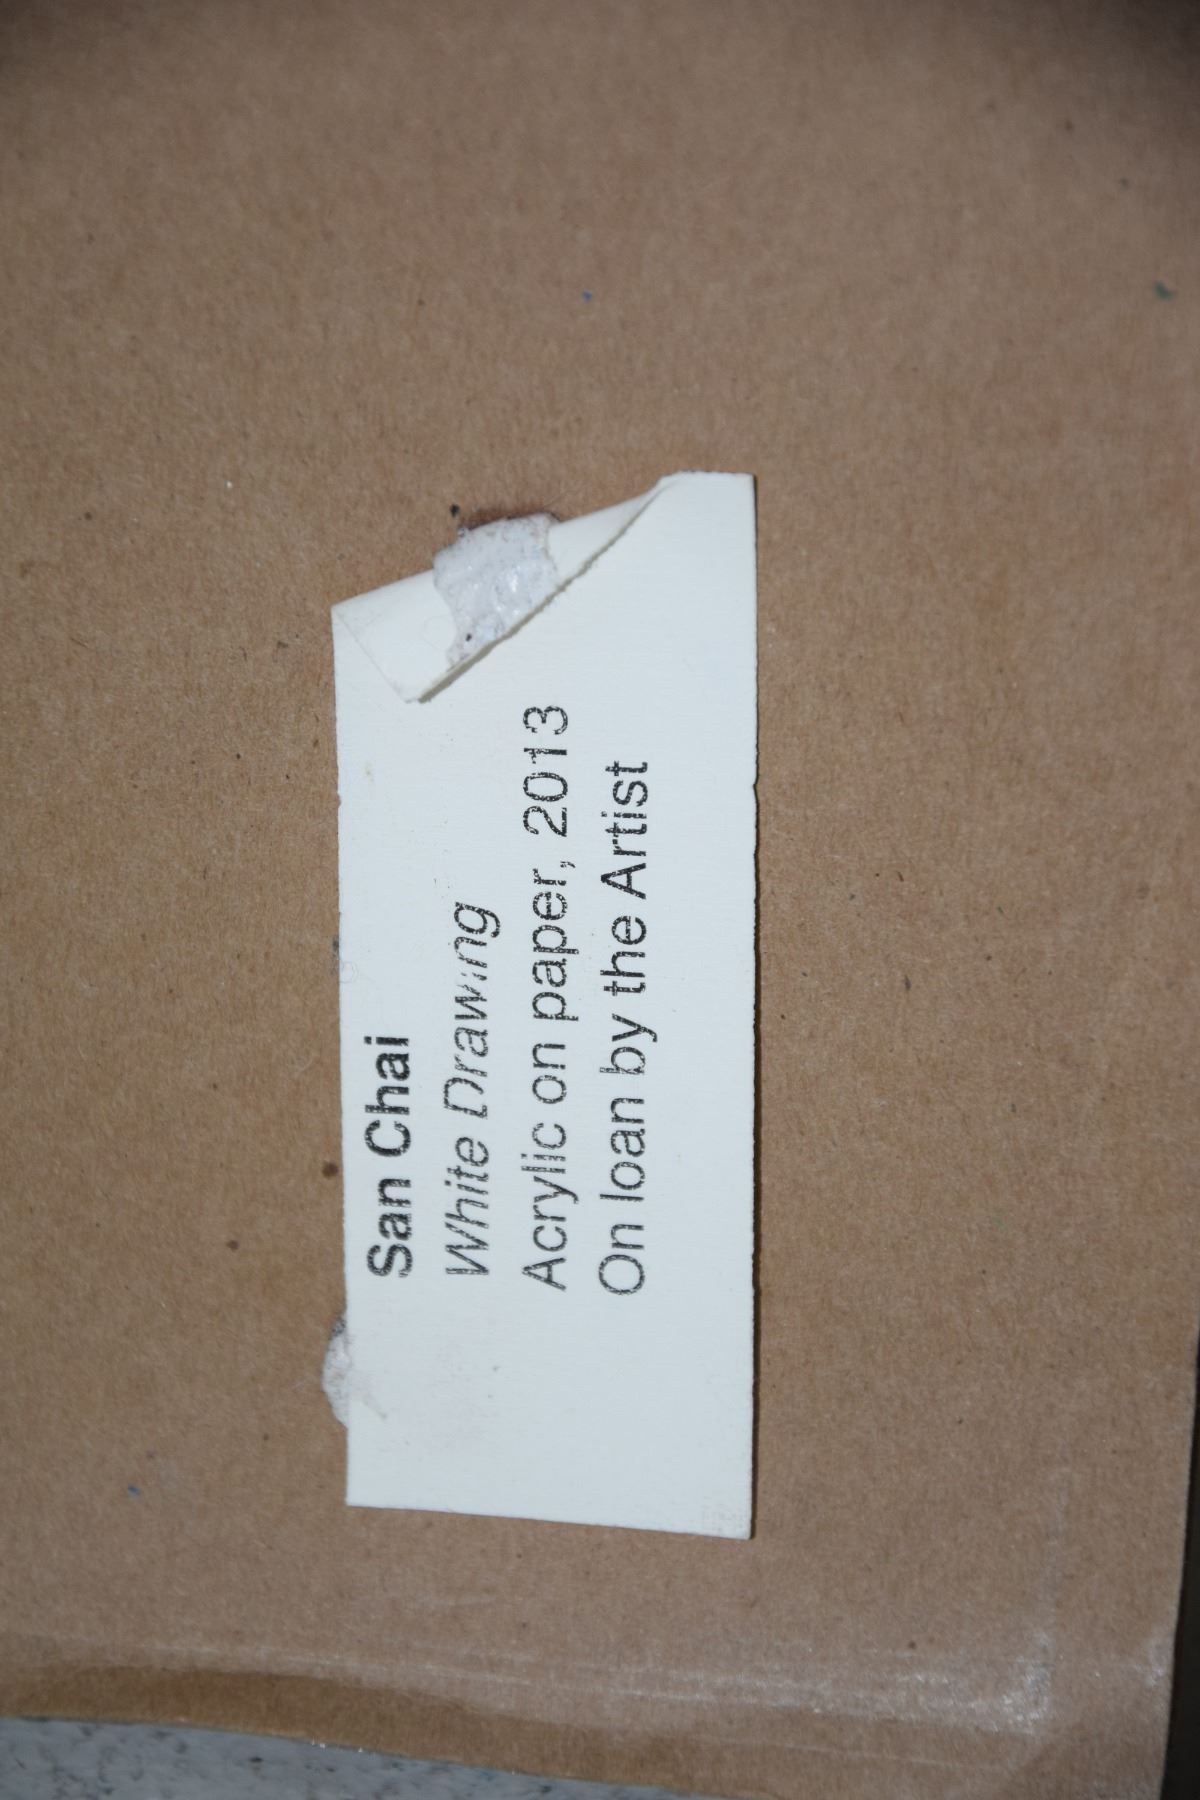 San Chai
White Drawing
Acrylic on paper, 2013
On loan by the Artist